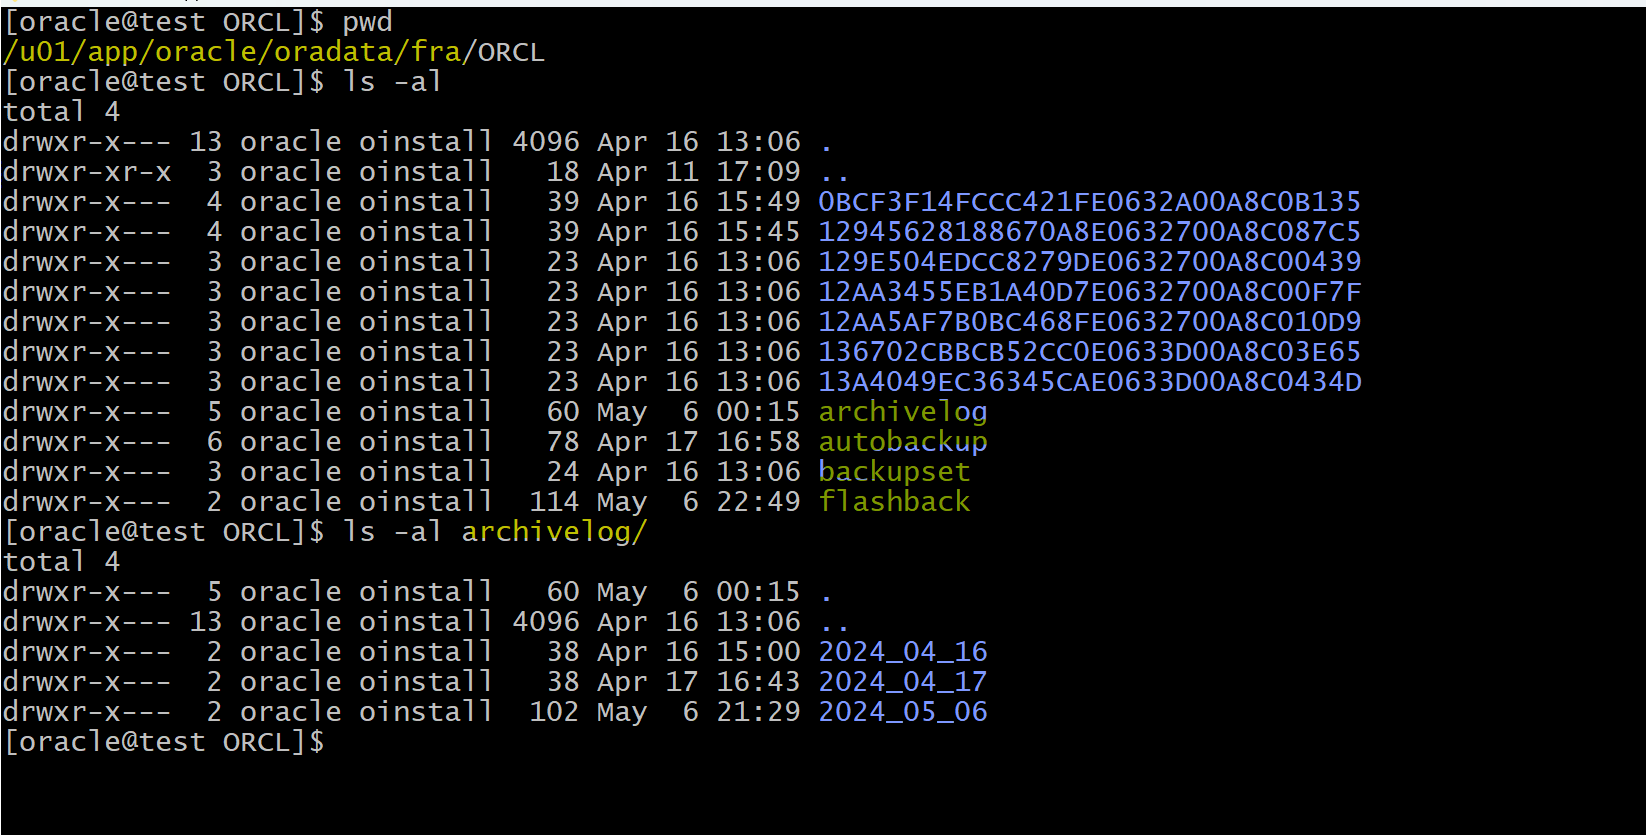 [oracle@test ORCL]$ pwd
/u01/app/oracle/oradata/fra/ORCL
[oracle@test ORCL]$ ls -al
total 4
drwxr-x--- 13 oracle oinstall 4096 Apr 16 13:06 .
drwxr-xr-x  3 oracle oinstall   18 Apr 11 17:09 ..
drwxr-x---  4 oracle oinstall   39 Apr 16 15:49 0BCF3F14FCCC421FE0632A00A8C0B135
drwxr-x---  4 oracle oinstall   39 Apr 16 15:45 12945628188670A8E0632700A8C087C5
drwxr-x---  3 oracle oinstall   23 Apr 16 13:06 129E504EDCC8279DE0632700A8C00439
drwxr-x---  3 oracle oinstall   23 Apr 16 13:06 12AA3455EB1A40D7E0632700A8C00F7F
drwxr-x---  3 oracle oinstall   23 Apr 16 13:06 12AA5AF7B0BC468FE0632700A8C010D9
drwxr-x---  3 oracle oinstall   23 Apr 16 13:06 136702CBBCB52CC0E0633D00A8C03E65
drwxr-x---  3 oracle oinstall   23 Apr 16 13:06 13A4049EC36345CAE0633D00A8C0434D
drwxr-x---  5 oracle oinstall   60 May  6 00:15 archivelog
drwxr-x---  6 oracle oinstall   78 Apr 17 16:58 autobackup
drwxr-x---  3 oracle oinstall   24 Apr 16 13:06 backupset
drwxr-x---  2 oracle oinstall  114 May  6 22:49 flashback
[oracle@test ORCL]$ ls -al archivelog/
total 4
drwxr-x---  5 oracle oinstall   60 May  6 00:15 .
drwxr-x--- 13 oracle oinstall 4096 Apr 16 13:06 ..
drwxr-x---  2 oracle oinstall   38 Apr 16 15:00 2024_04_16
drwxr-x---  2 oracle oinstall   38 Apr 17 16:43 2024_04_17
drwxr-x---  2 oracle oinstall  102 May  6 21:29 2024_05_06
[oracle@test ORCL]$